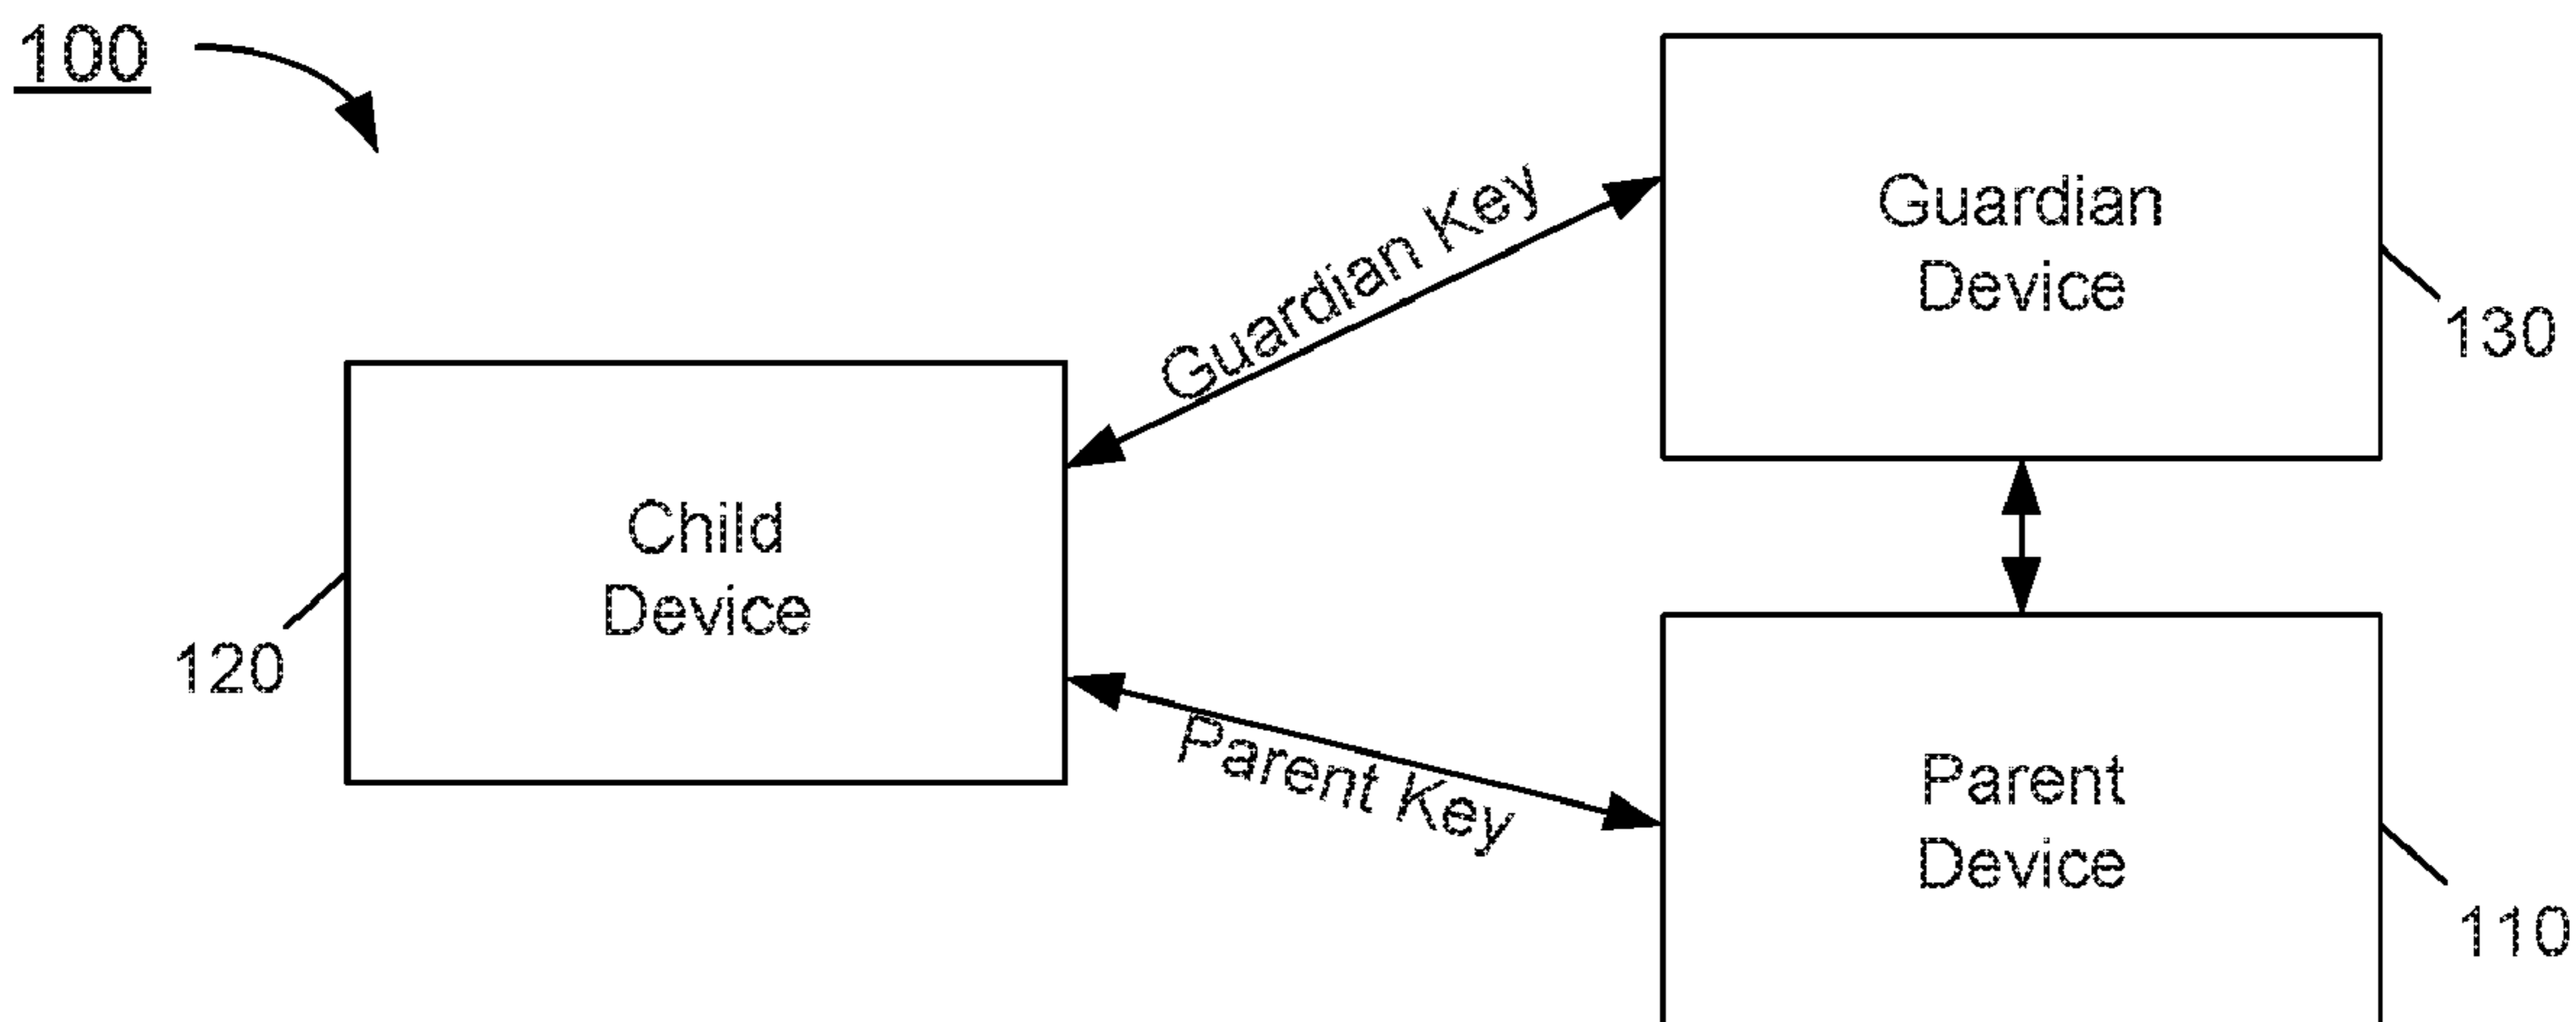 100
Guardian
Device
130
Guardian Key
Child
Device
120
Parent Key
Parent
Device
110